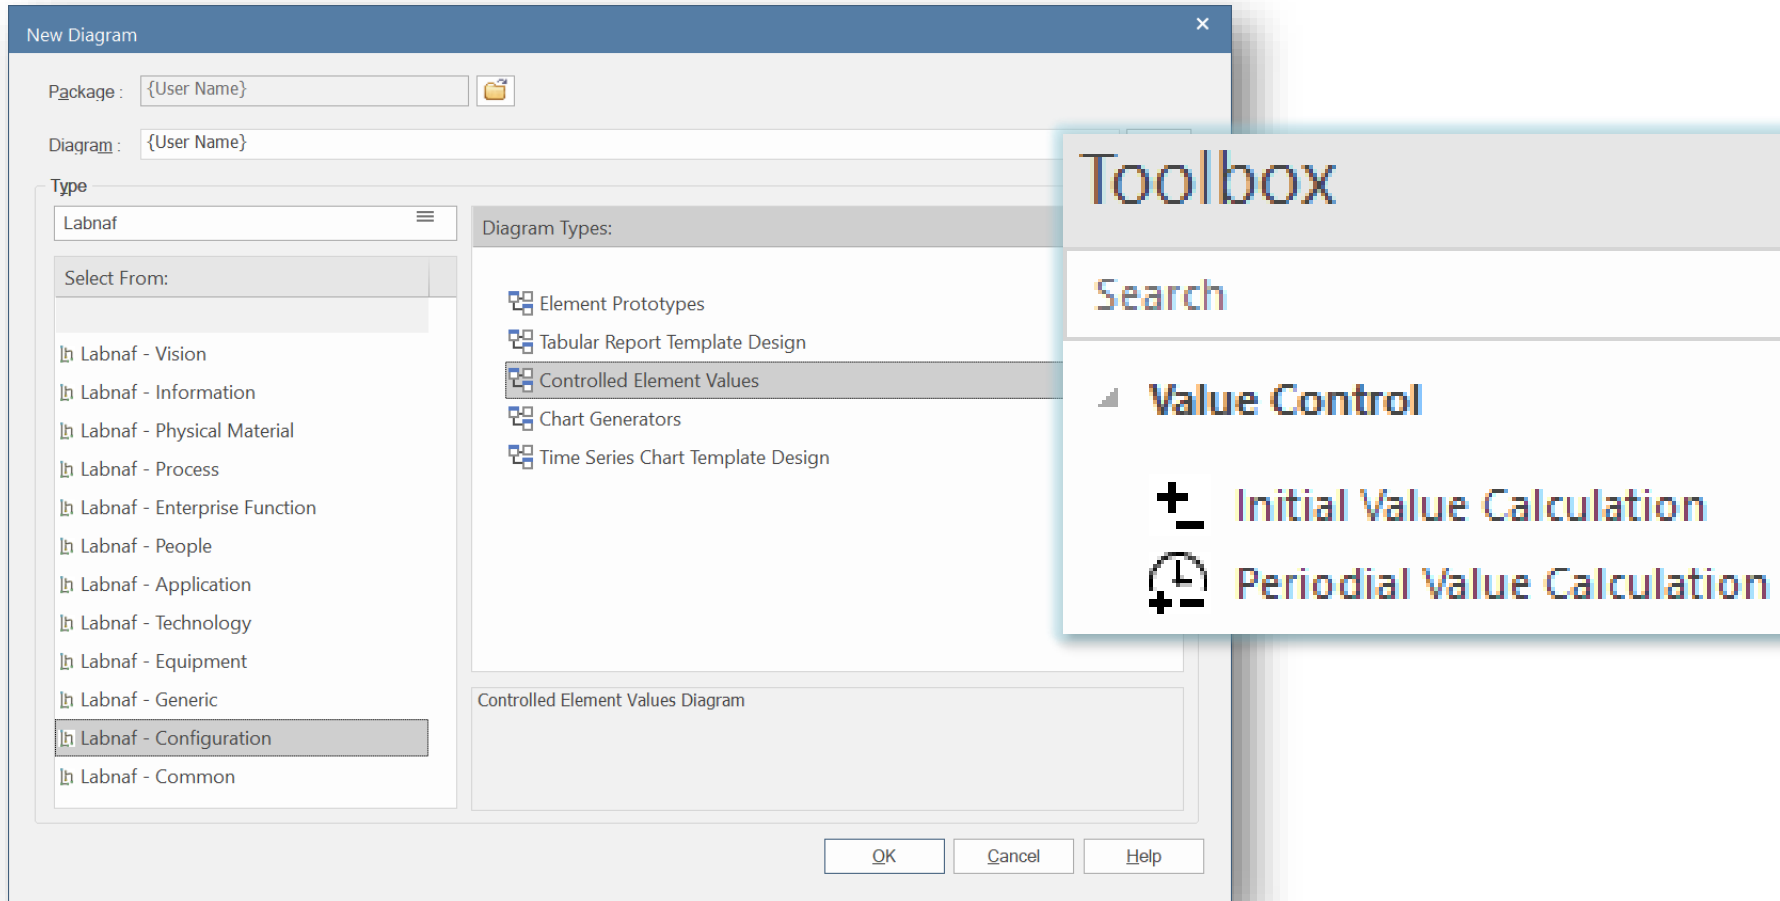 New Diagram
Package :
{User Name}
Diagram :
{User Name}
Type
Labnaf
Select From:
Labnaf - Vision
Labnaf - Information
Labnaf - Physical Material
Labnaf - Process
Labnaf - Enterprise Function
Labnaf - People
Labnaf - Application
Labnaf - Technology
Labnaf - Equipment
Labnaf - Generic
Labnaf - Configuration
Labnaf - Common
Diagram Types:
Element Prototypes
Tabular Report Template Design
Controlled Element Values
Chart Generators
Time Series Chart Template Design
Controlled Element Values Diagram
OK
Cancel
Help
Toolbox
Search
Value Control
Initial Value Calculation
Periodial Value Calculation